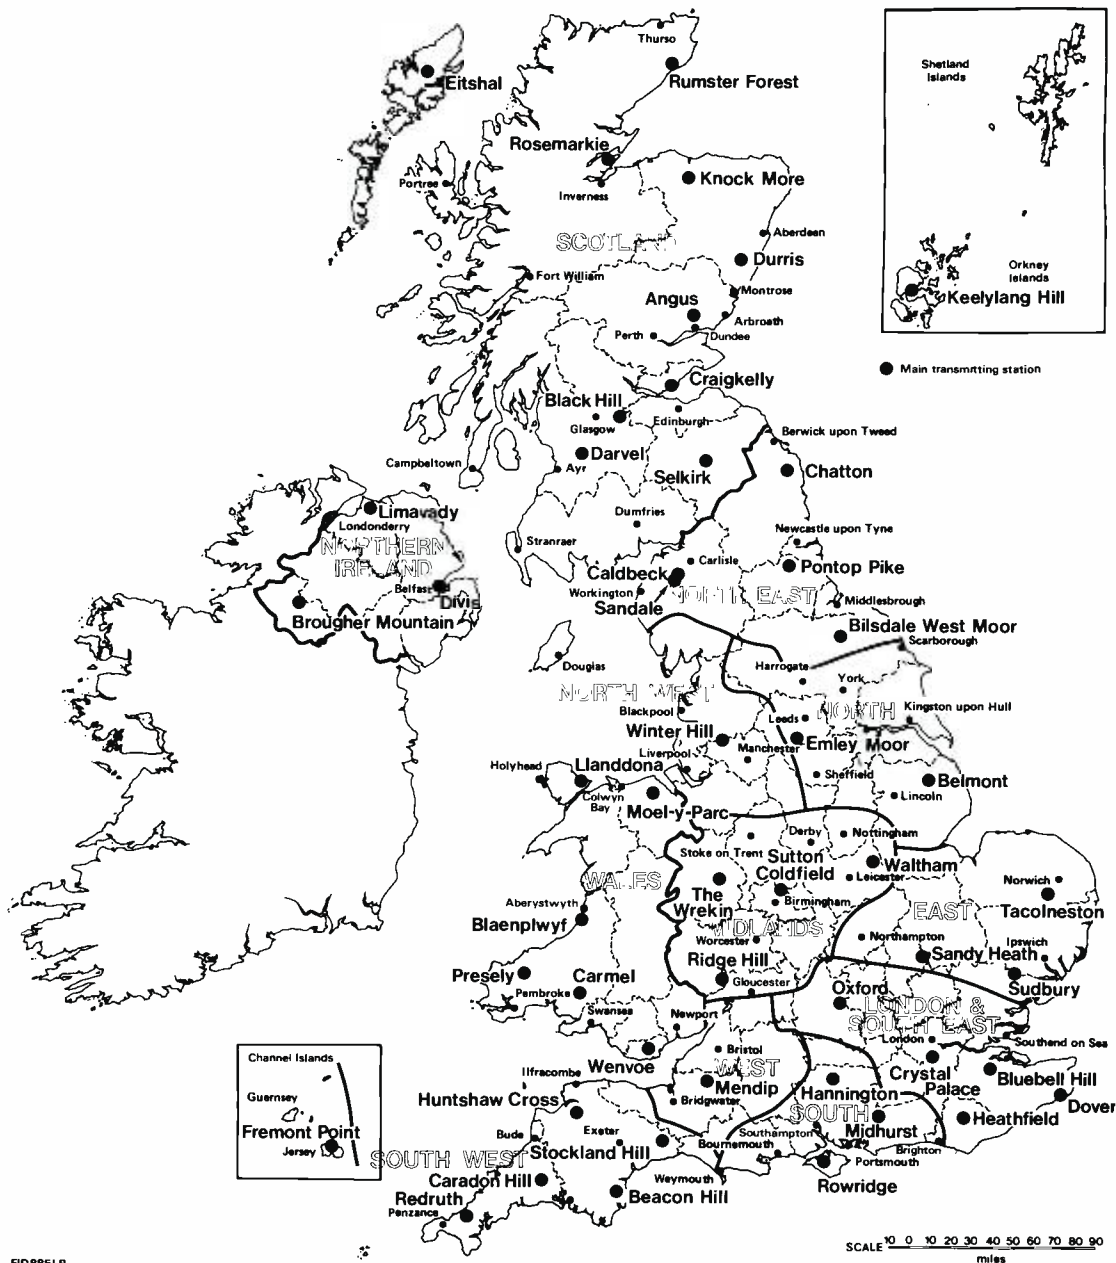 Thurso
Eitshal
Rumster Forest
Shetland
Islands
Rosemarkie
Knock More
Portree
Inverness
SCOTLAND
Aberdeen
Durris
Orkney
Islands
Keelylang Hill
Fort William
Montrose
Angus
Arbroath
Perth
Dundee
Main transmitting station
Craigkelly
Black Hill
Edinburgh
Glasgow
Berwick upon Tweed
Darvel
Campbeltown
Ayr
Selkirk
Chatton
Limavady
Londonderry
Dumfries
NORTHERN
IRELAND
Stranraer
Newcastle upon Tyne
Carlisle
Caldbeck
Pontop Pike
Belfast
Divis
Workington
NORTH EAST
Sandale
Middlesbrough
Brougher Mountain
Bilsdale West Moor
Scarborough
Douglas
Harrogate
York
NORTH WEST
Blackpool
Leeds
NORTH
Kingston upon Hull
Winter Hill
Manchester
Emley Moor
Liverpool
Holyhead
Llanddona
Sheffield
Belmont
Colwyn
Bay
Lincoln
Moel-y-Parc
Derby
Nottingham
Stoke on Trent
Sutton
Coldfield
Waltham
Leicester
WALES
Norwich
The
Wrekin
Birmingham
Aberystwyth
Tacolneston
EAST
Blaenplwyf
MIDLANDS
Worcester
Northampton
Ipswich
Ridge Hill
Sandy Heath
Presely
Carmel
Gloucester
Oxford
Sudbury
Pembroke
LONDON &
SOUTH EAST
Swansea
Newport
London
Southend on Sea
Bristol
Channel Islands
Wenvoe
WEST
Crystal
Palace
Bluebell Hill
Ilfracombe
Mendip
Hannington
Guernsey
Huntshaw Cross
Bridgwater
Dover
SOUTH
Heathfield
Fremont Point
Midhurst
Jersey
Bude
Exeter
Southampton
Bournemouth
Brighton
Stockland Hill
SOUTH WEST
Portsmouth
Caradon Hill
Weymouth
Rowridge
Redruth
Beacon Hill
Penzance
SCALE 10 0 10 20 30 40 50 60 70 80 90
miles